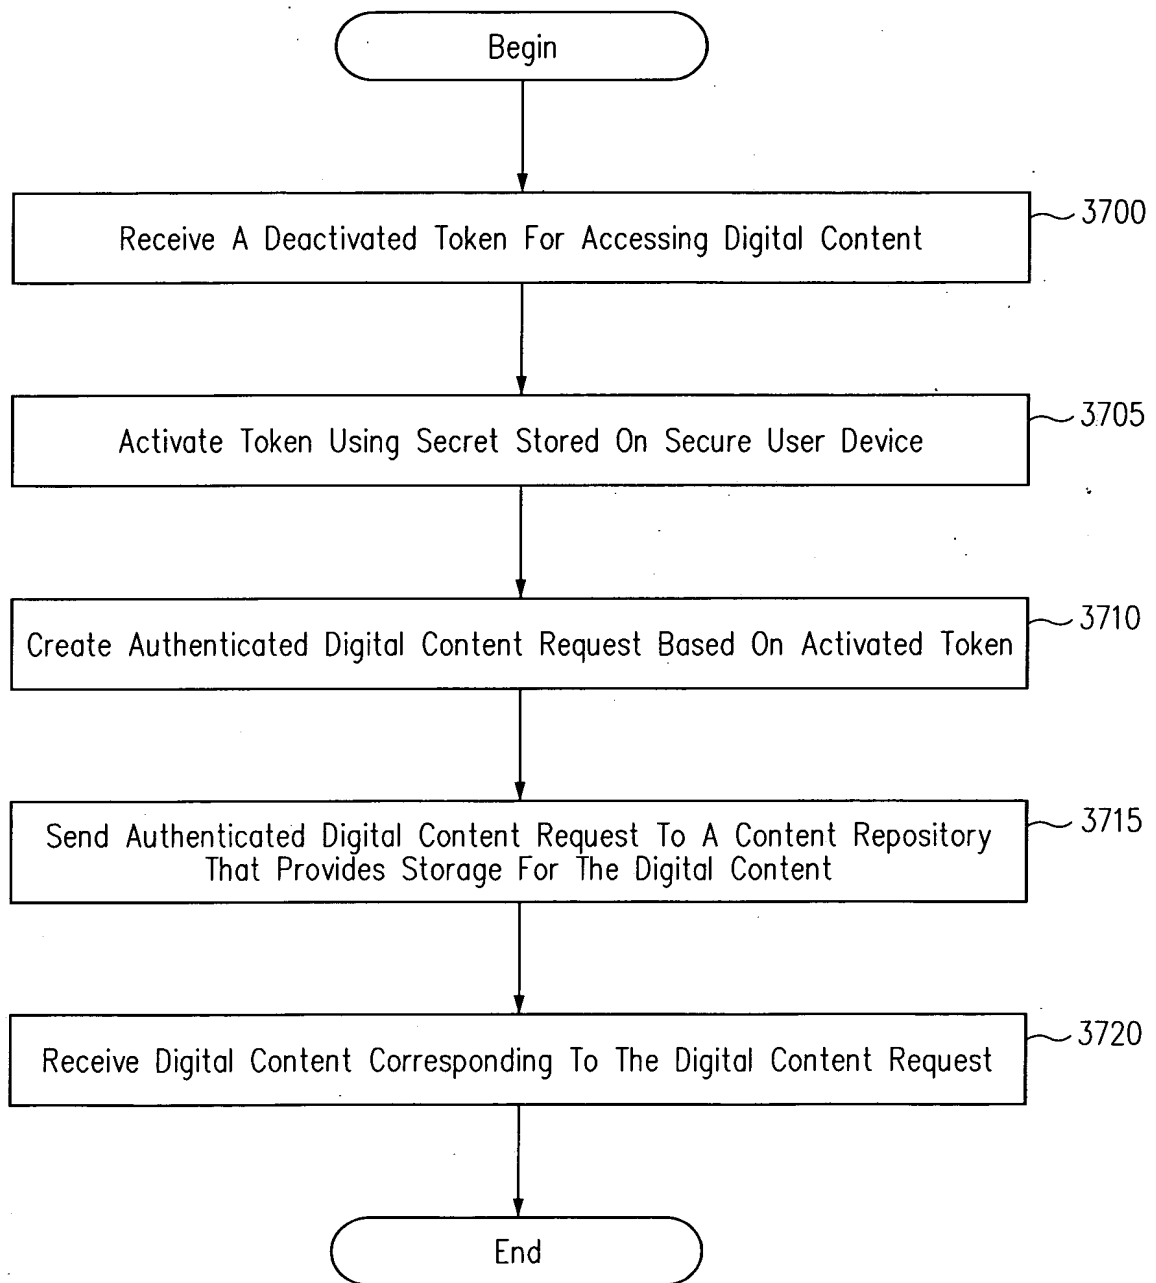 Begin
Receive A Deactivated Token For Accessing Digital Content
3700
Activate Token Using Secret Stored On Secure User Device
3705
Create Authenticated Digital Content Request Based On Activated Token
3710
Send Authenticated Digital Content Request To A Content Repository
That Provides Storage For The Digital Content
3715
Receive Digital Content Corresponding To The Digital Content Request
3720
End